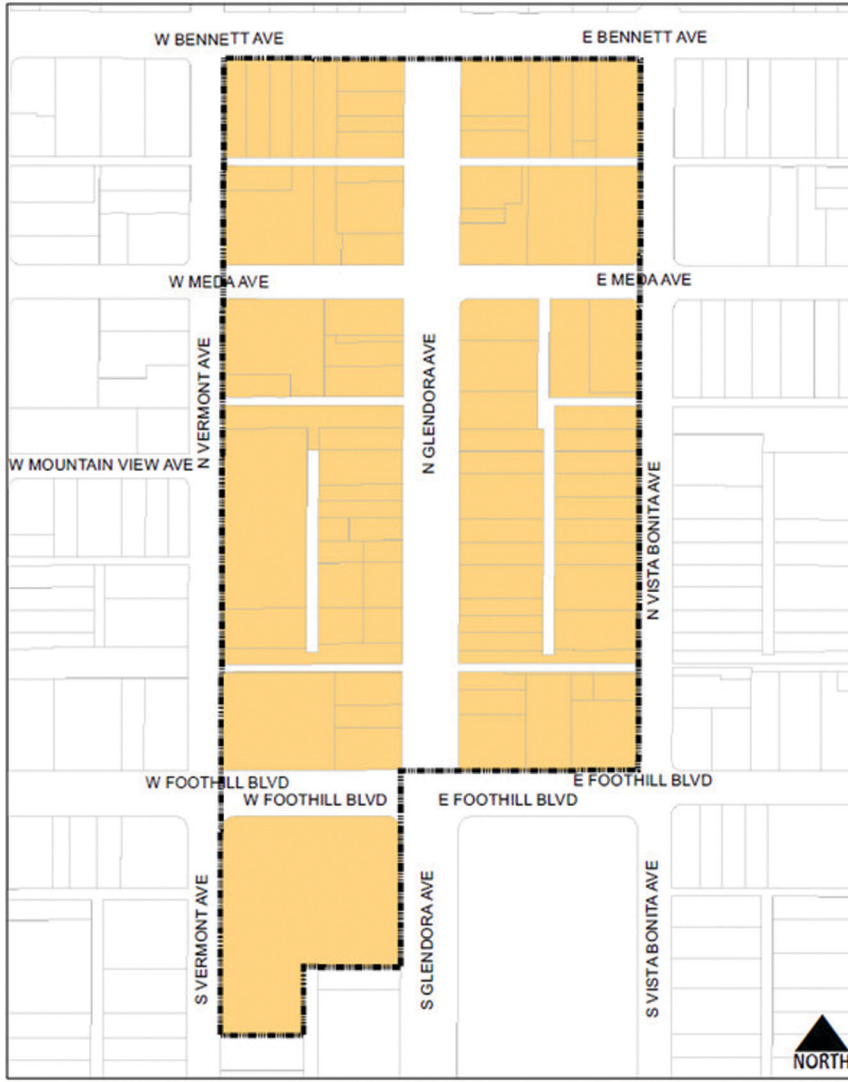 W BENNETT AVE
E BENNETT AVE
W MEDA AVE
E MEDA AVE
N VERMONT AVE
N GLENDORA AVE
W MOUNTAIN VIEW AVE
N VISTA BONITA AVE
W FOOTHILL BLVD
E FOOTHILL BLVD
W FOOTHILL BLVD
E FOOTHILL BLVD
S VERMONT AVE
S GLENDORA AVE
S VISTA BONITA AVE
NORTH